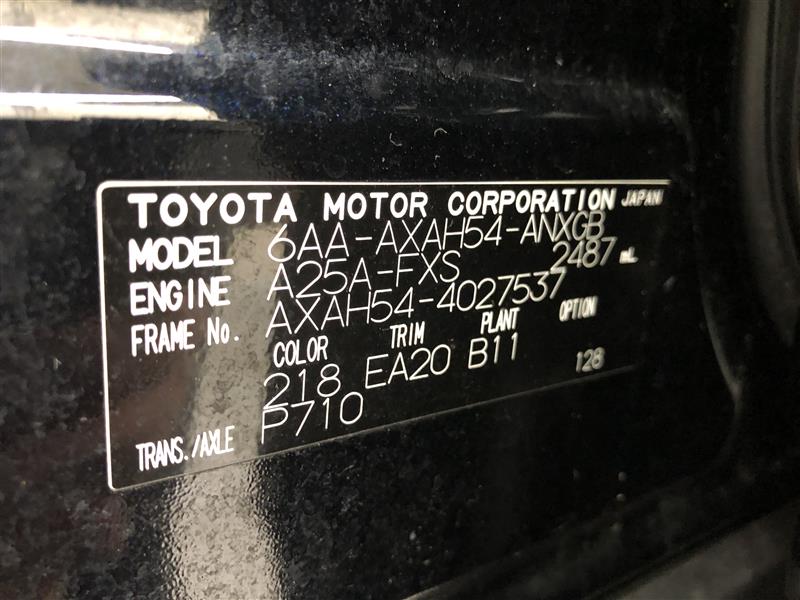 TOYOTA MOTOR CORPORATION JAPAN
MODEL 6AA-AXAH54-ANXGB
ENGINE A25A-FXS 2487 mL
FRAME No. AXAH54-4027537
COLOR TRIM PLANT OPTION
218 EA20 B11 128
TRANS./AXLE P710